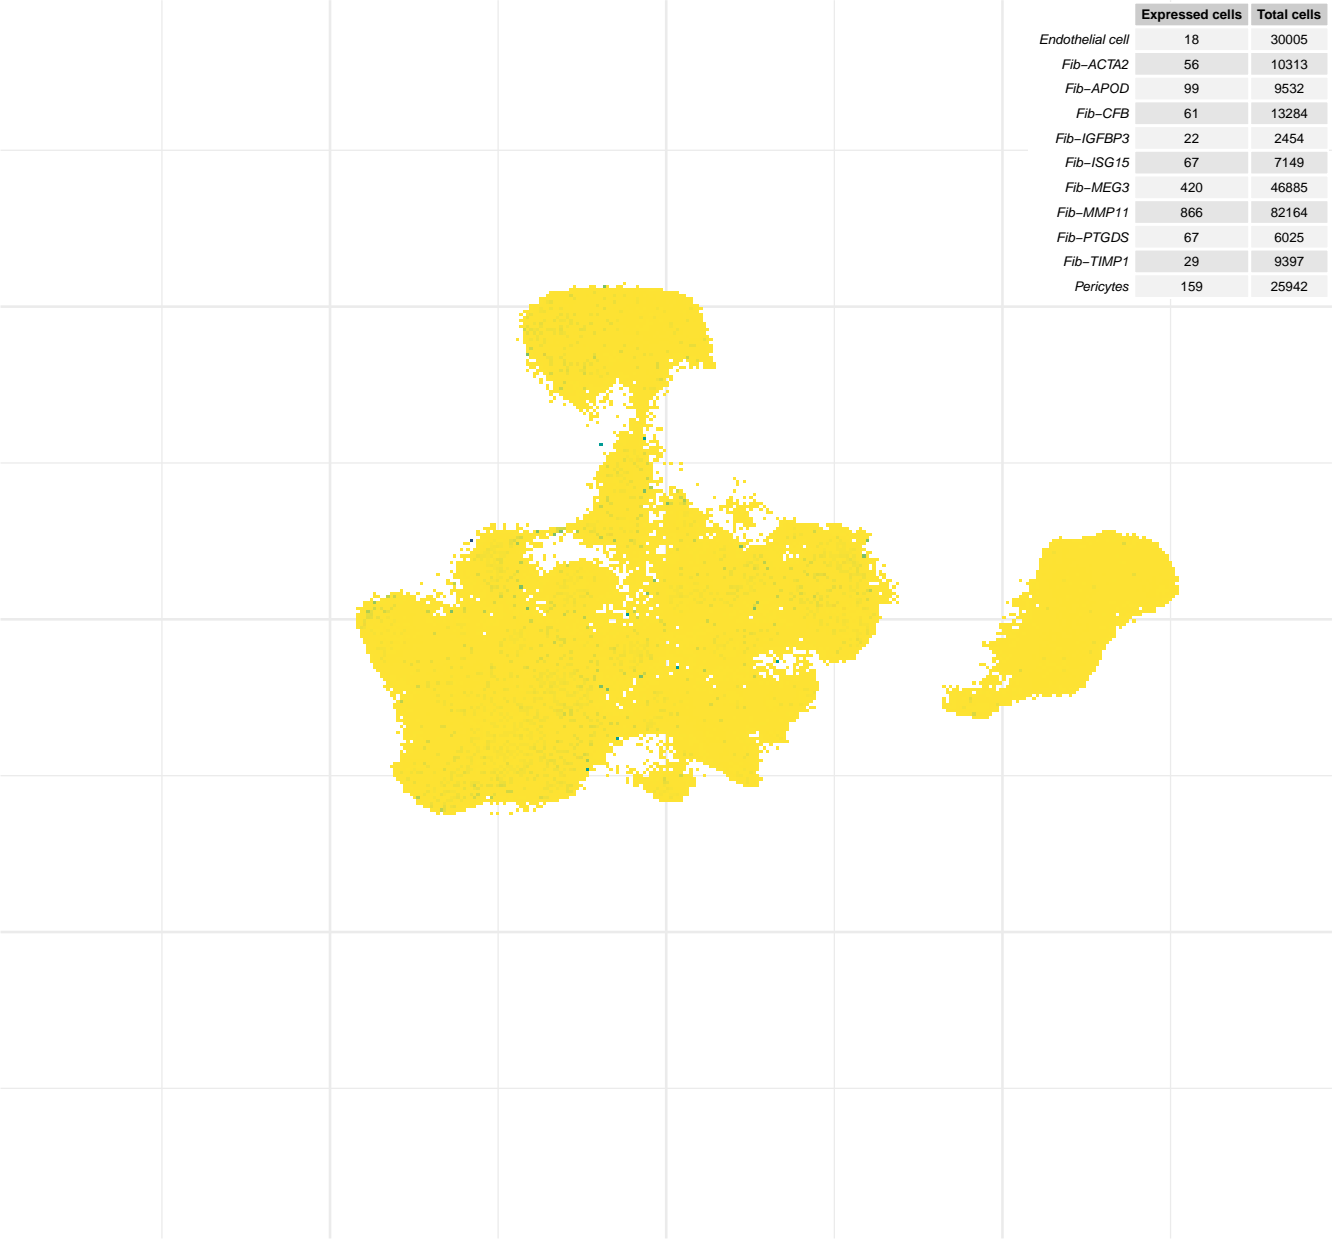 Expressed cells Total cells
Endothelial cell 18 30005
Fib−ACTA2 56 10313
Fib−APOD 99 9532
Fib−CFB 61 13284
Fib−IGFBP3 22 2454
Fib−ISG15 67 7149
Fib−MEG3 420 46885
Fib−MMP11 866 82164
Fib−PTGDS 67 6025
Fib−TIMP1 29 9397
Pericytes 159 25942